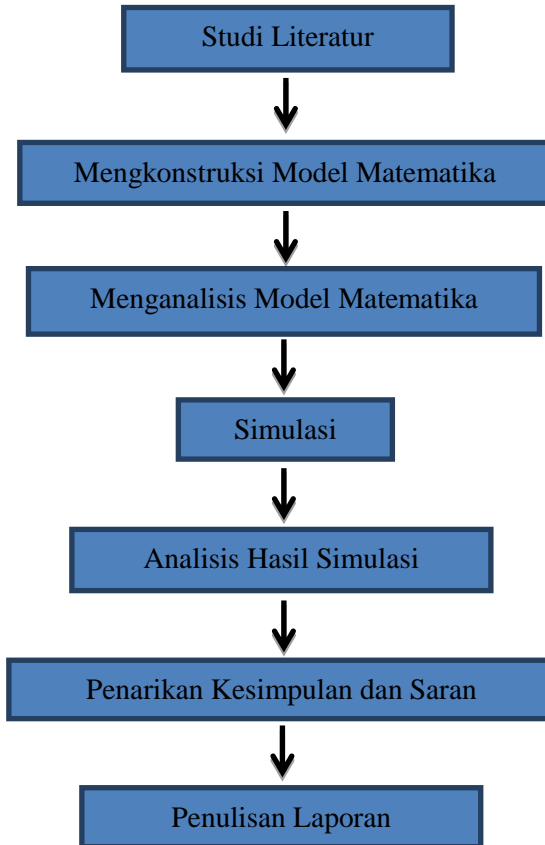 Studi Literatur
Mengkonstruksi Model Matematika
Menganalisis Model Matematika
Simulasi
Analisis Hasil Simulasi
Penarikan Kesimpulan dan Saran
Penulisan Laporan